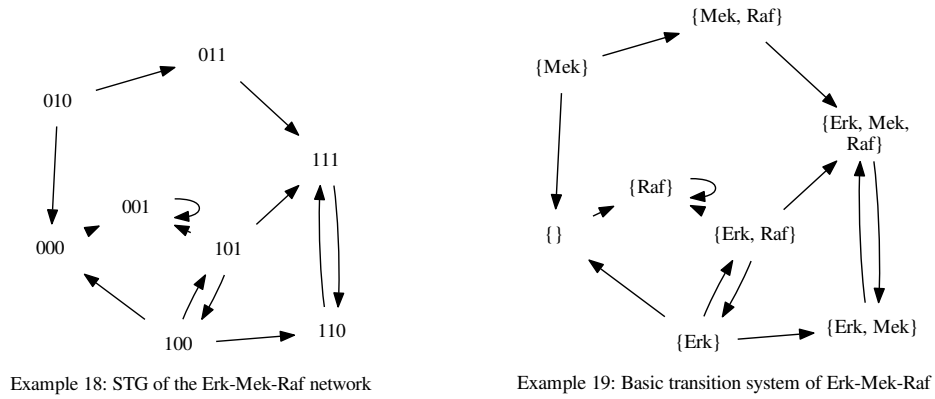 011
010
111
001
000
101
100
110
Example 18: STG of the Erk-Mek-Raf network
{Mek, Raf}
{Mek}
{Erk, Mek,
Raf}
{Raf}
{}
{Erk, Raf}
{Erk}
{Erk, Mek}
Example 19: Basic transition system of Erk-Mek-Raf